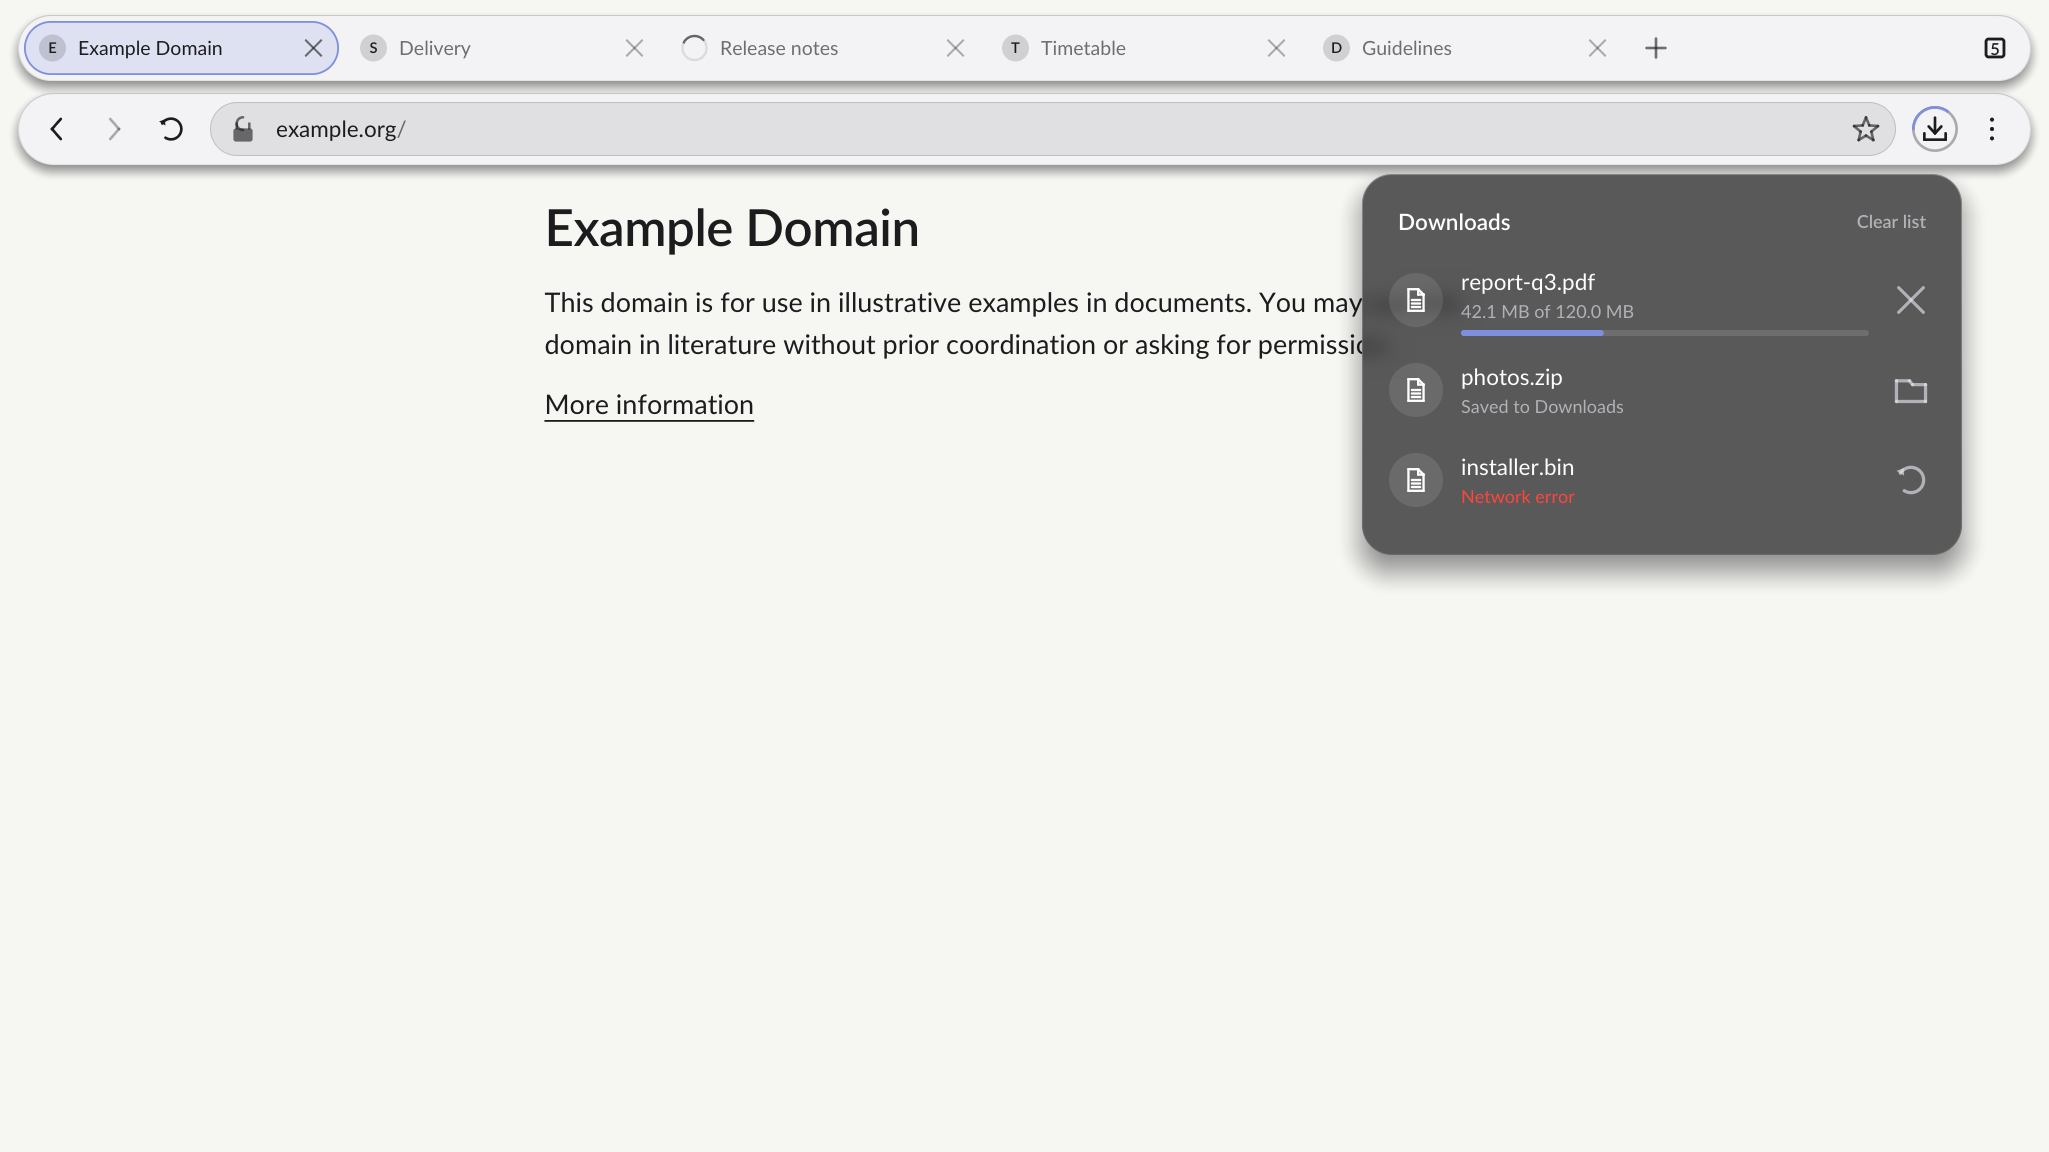 E Example Domain
S Delivery
Release notes
T Timetable
D Guidelines
5
example.org/
Example Domain
This domain is for use in illustrative examples in documents. You may
domain in literature without prior coordination or asking for
More information
Downloads
Clear list
report-q3.pdf
42.1 MB of 120.0 MB
photos.zip
Saved to Downloads
installer.bin
Network error